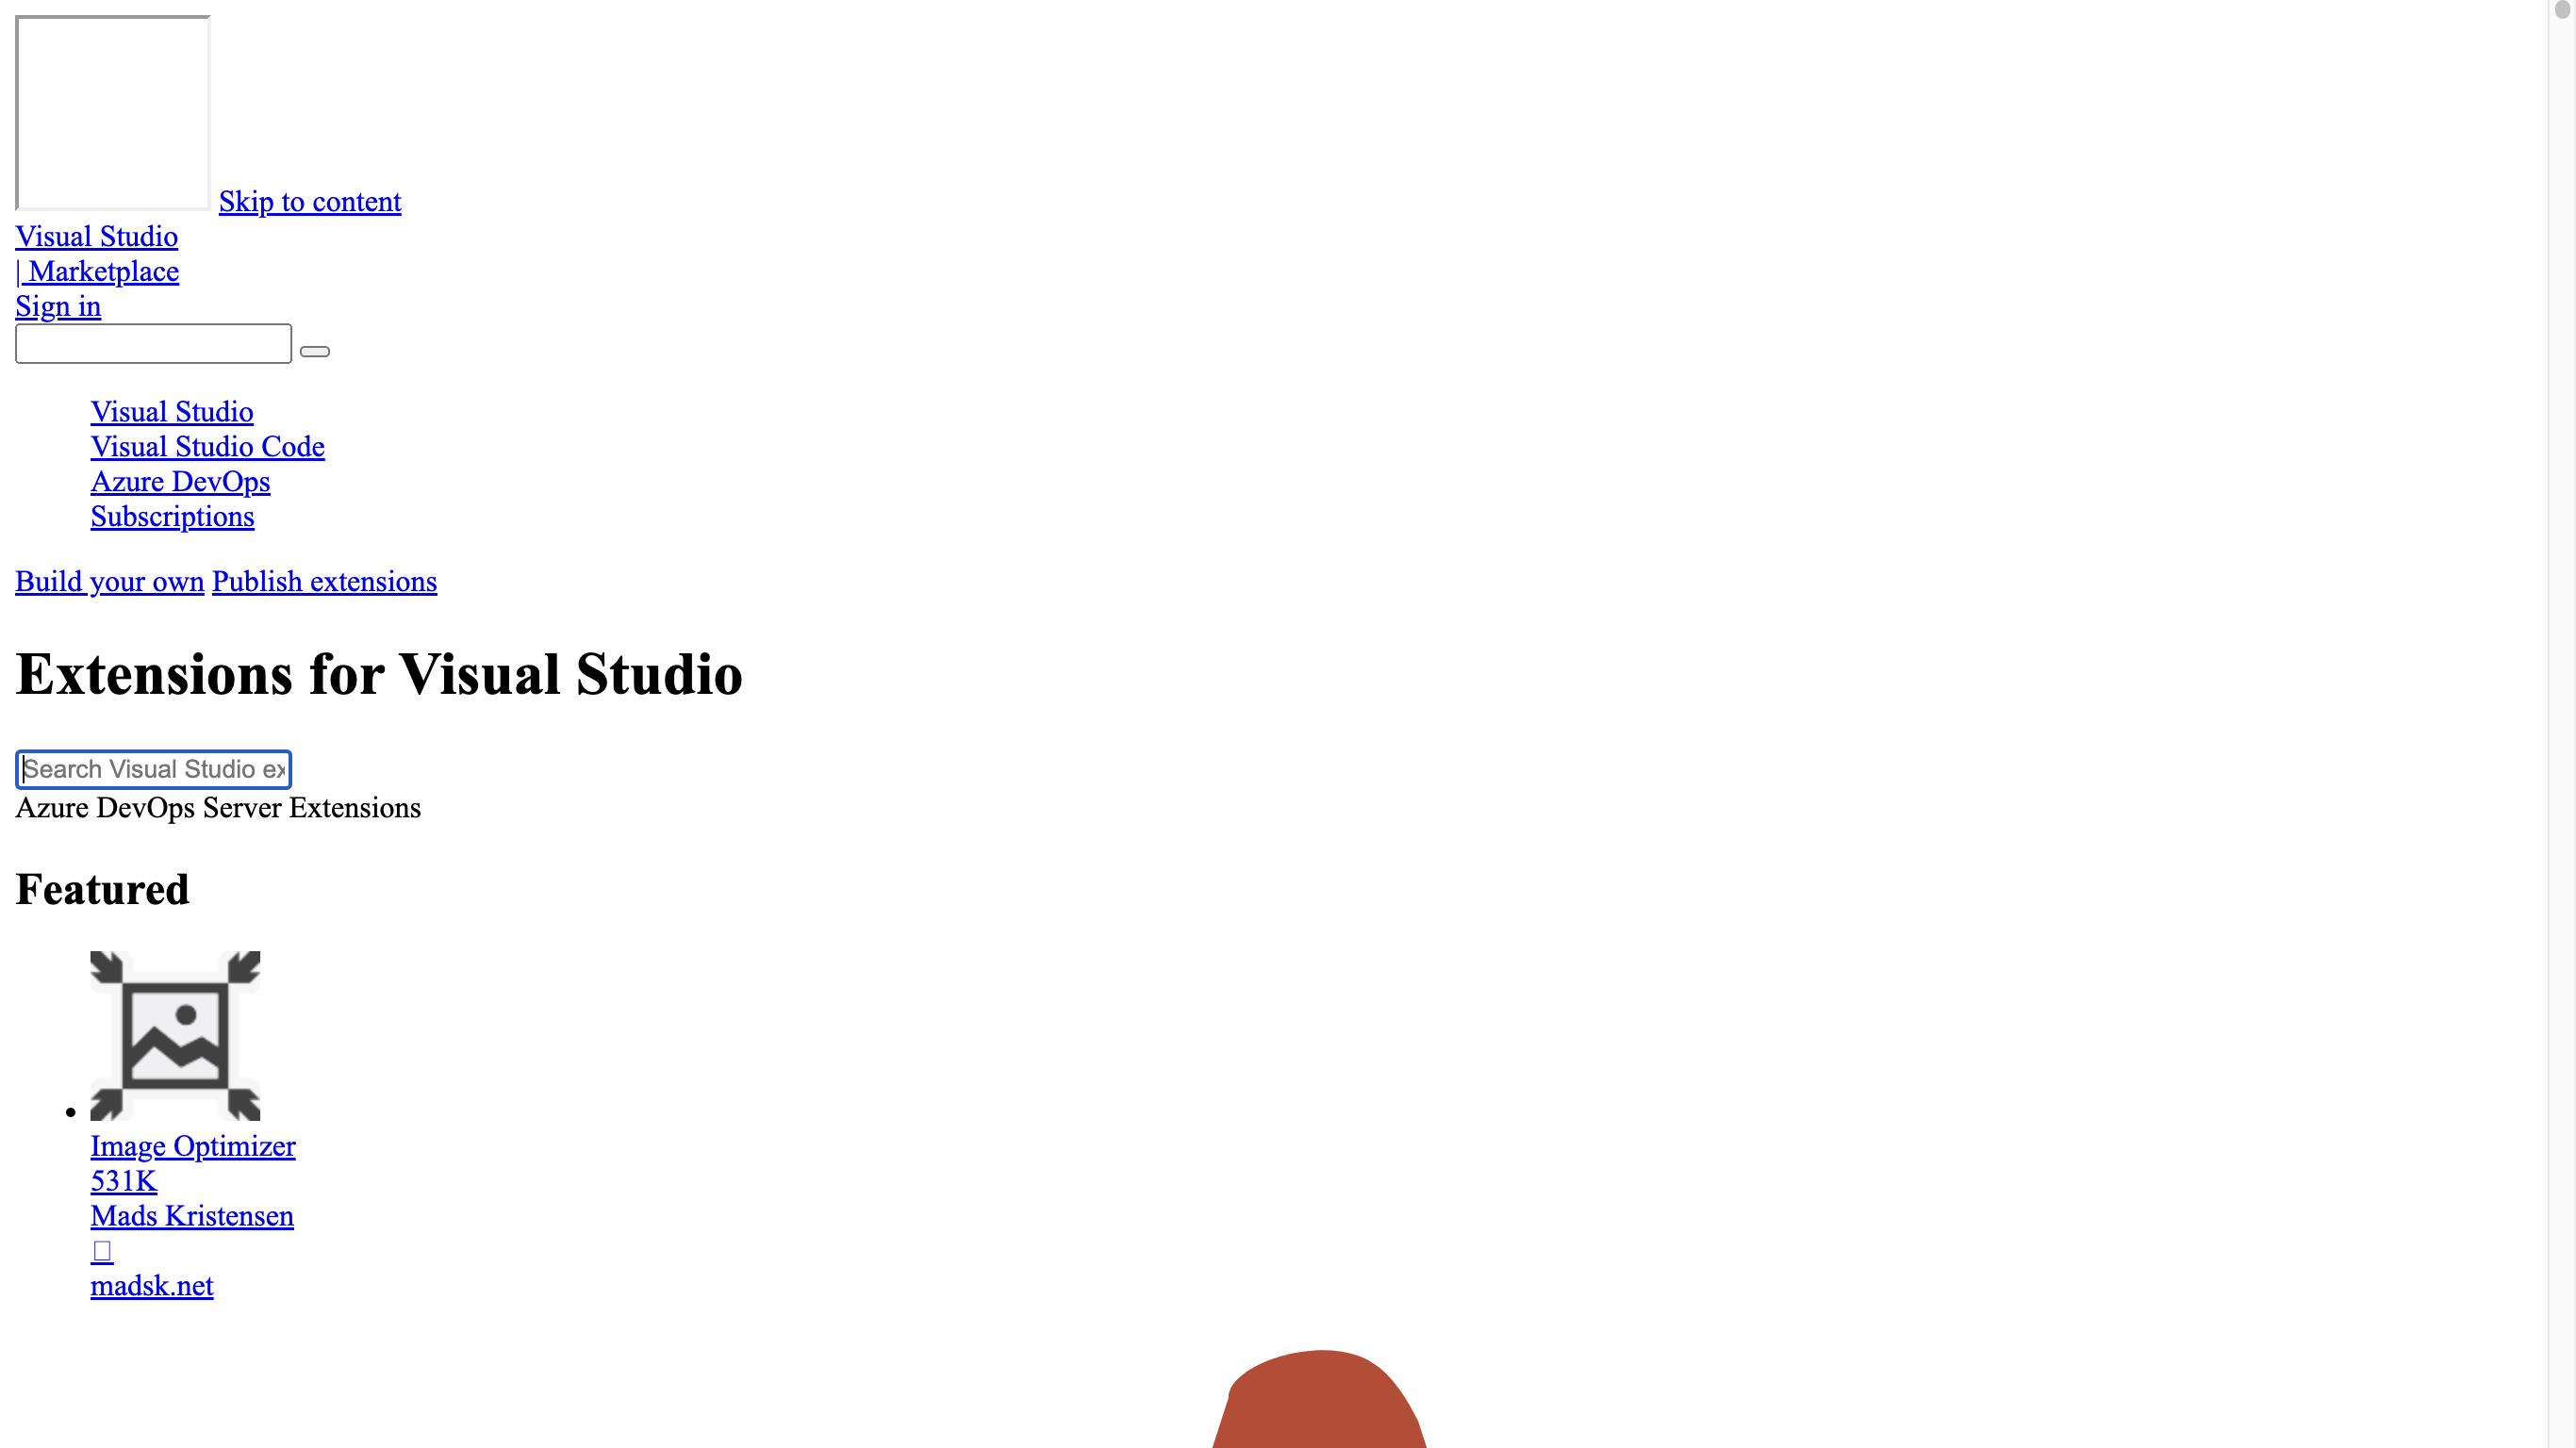 Skip to content
Visual Studio
| Marketplace
Sign in
Visual Studio
Visual Studio Code
Azure DevOps
Subscriptions
Build your own Publish extensions
Extensions for Visual Studio
Search Visual Studio ex
Azure DevOps Server Extensions
Featured
Image Optimizer
531K
Mads Kristensen
madsk.net